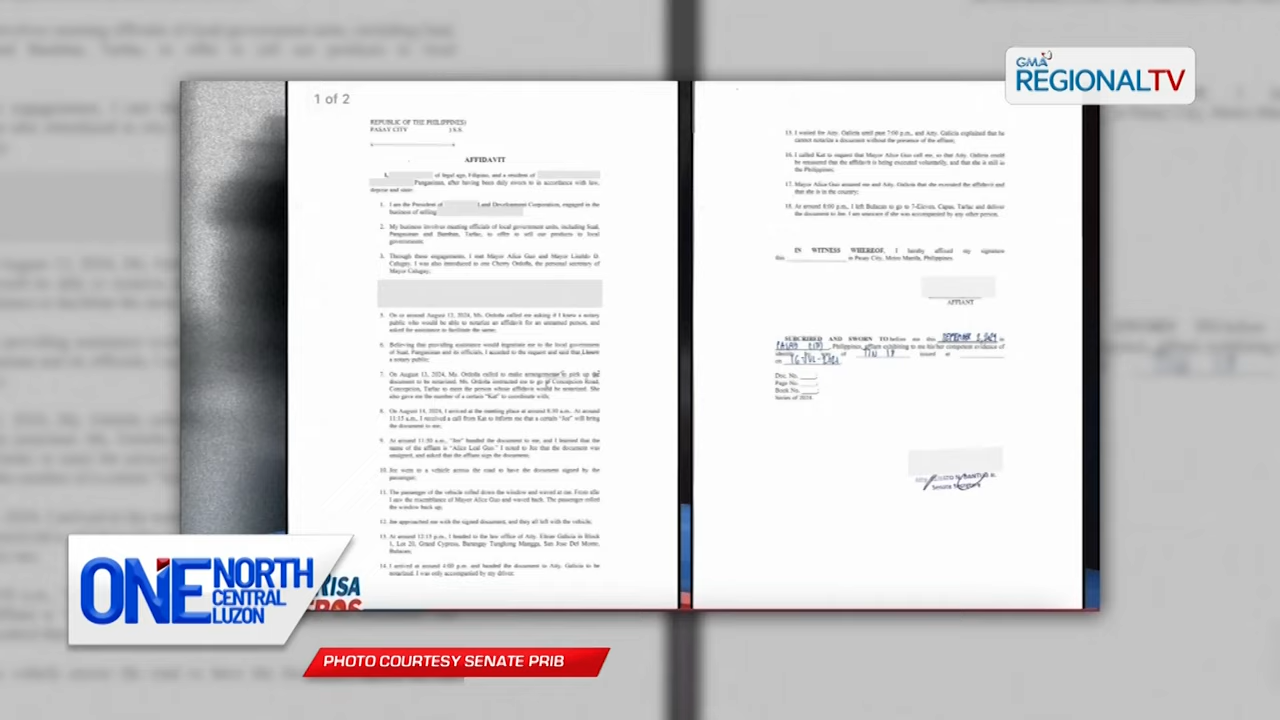 GMA
REGIONALTV
1 of 2
REPUBLIC OF THE PHILIPPINES)
PASAY CITY ) S.S.
AFFIDAVIT
I, of legal age, Filipino, and a resident of
Pangasinan, after having been duly sworn to in accordance with law,
depose and state:
1. I am the President of Land Development Corporation, engaged in the
business of selling
2. My business involves meeting officials of local government units, including Sual,
Pangasinan and Bamban, Tarlac, to offer to sell our products to local
governments;
3. Through these engagements, I met Mayor Alice Guo and Mayor Liseldo D.
Calugay. I was also introduced to one Cherry Ordoña, the personal secretary of
Mayor Calugay.
5. On or around August 12, 2024, Ms. Ordoña called me asking if I knew a notary
public who would be able to notarize an affidavit for an unnamed person, and
asked for assistance to facilitate the same.
6. Believing that providing assistance would ingratiate me to the local government
of Sual, Pangasinan and its officials, I acceded to the request and said that I knew
a notary public;
7. On August 13, 2024, Ms. Ordoña called to make arrangements to pick up the
document to be notarized. Ms. Ordoña instructed me to go Concepcion Road,
Concepcion, Tarlac to meet the person whose affidavit would be notarized. She
also gave me the number of a certain "Kat" to coordinate with;
8. On August 14, 2024, I arrived at the meeting place at around 8:30 a.m. At around
11:15 a.m., I received a call from Kat to inform me that a certain "Jee" will bring
the document to me.
9. At around 11:30 a.m., "Jee" handed the document to me, and I learned that the
name of the affiant is "Alice Leal Guo." I noted to Jee that the document was
unsigned, and asked that the affiant sign the document;
10. Jee went to a vehicle across the road to have the document signed by the
passenger;
11. The passenger of the vehicle rolled down the window and waved at me. From afar
I saw the resemblance of Mayor Alice Guo and waved back. The passenger rolled
the window back up.
12. Jee approached me with the signed document, and they all left with the vehicle;
13. At around 12:15 p.m., I headed to the law office of Atty. Elmer Galicia in Block
1, Lot 23, Grand Cypress, Barangay Tungkong Mangga, San Jose Del Monte,
Bulacan;
14. I arrived at around 4:00 p.m. and handed the document to Atty. Galicia to be
notarized. I was only accompanied by my driver.
15. I waited for Atty. Galicia until past 7:00 p.m., and Atty. Galicia explained that he
cannot notarize a document without the presence of the affiant;
16. I called Kat to request that Mayor Alice Guo call me, so that Atty. Galicia could
be reassured that the affidavit is being executed voluntarily, and that she is still in
the Philippines;
17. Mayor Alice Guo assured me and Atty. Galicia that she executed the affidavit and
that she is in the country;
18. At around 8:00 p.m., I left Bulacan to go to 7-Eleven, Capas, Tarlac and deliver
the document to Jee. I am unaware if she was accompanied by any other person.
IN WITNESS WHEREOF, I hereby affixed my signature
this in Pasay City, Metro Manila, Philippines.
AFFIANT
SUBCRIBED AND SWORN TO before me this in
PASAY CITY, Philippines, affiant exhibiting to me his/her competent evidence of
identity of TIN ID issued at
on
Doc. No.
Page No.
Book No.
Series of 2024.
Senate Secretary
ONE NORTH
CENTRAL
LUZON
RISA
PHOTO COURTESY SENATE PRIB